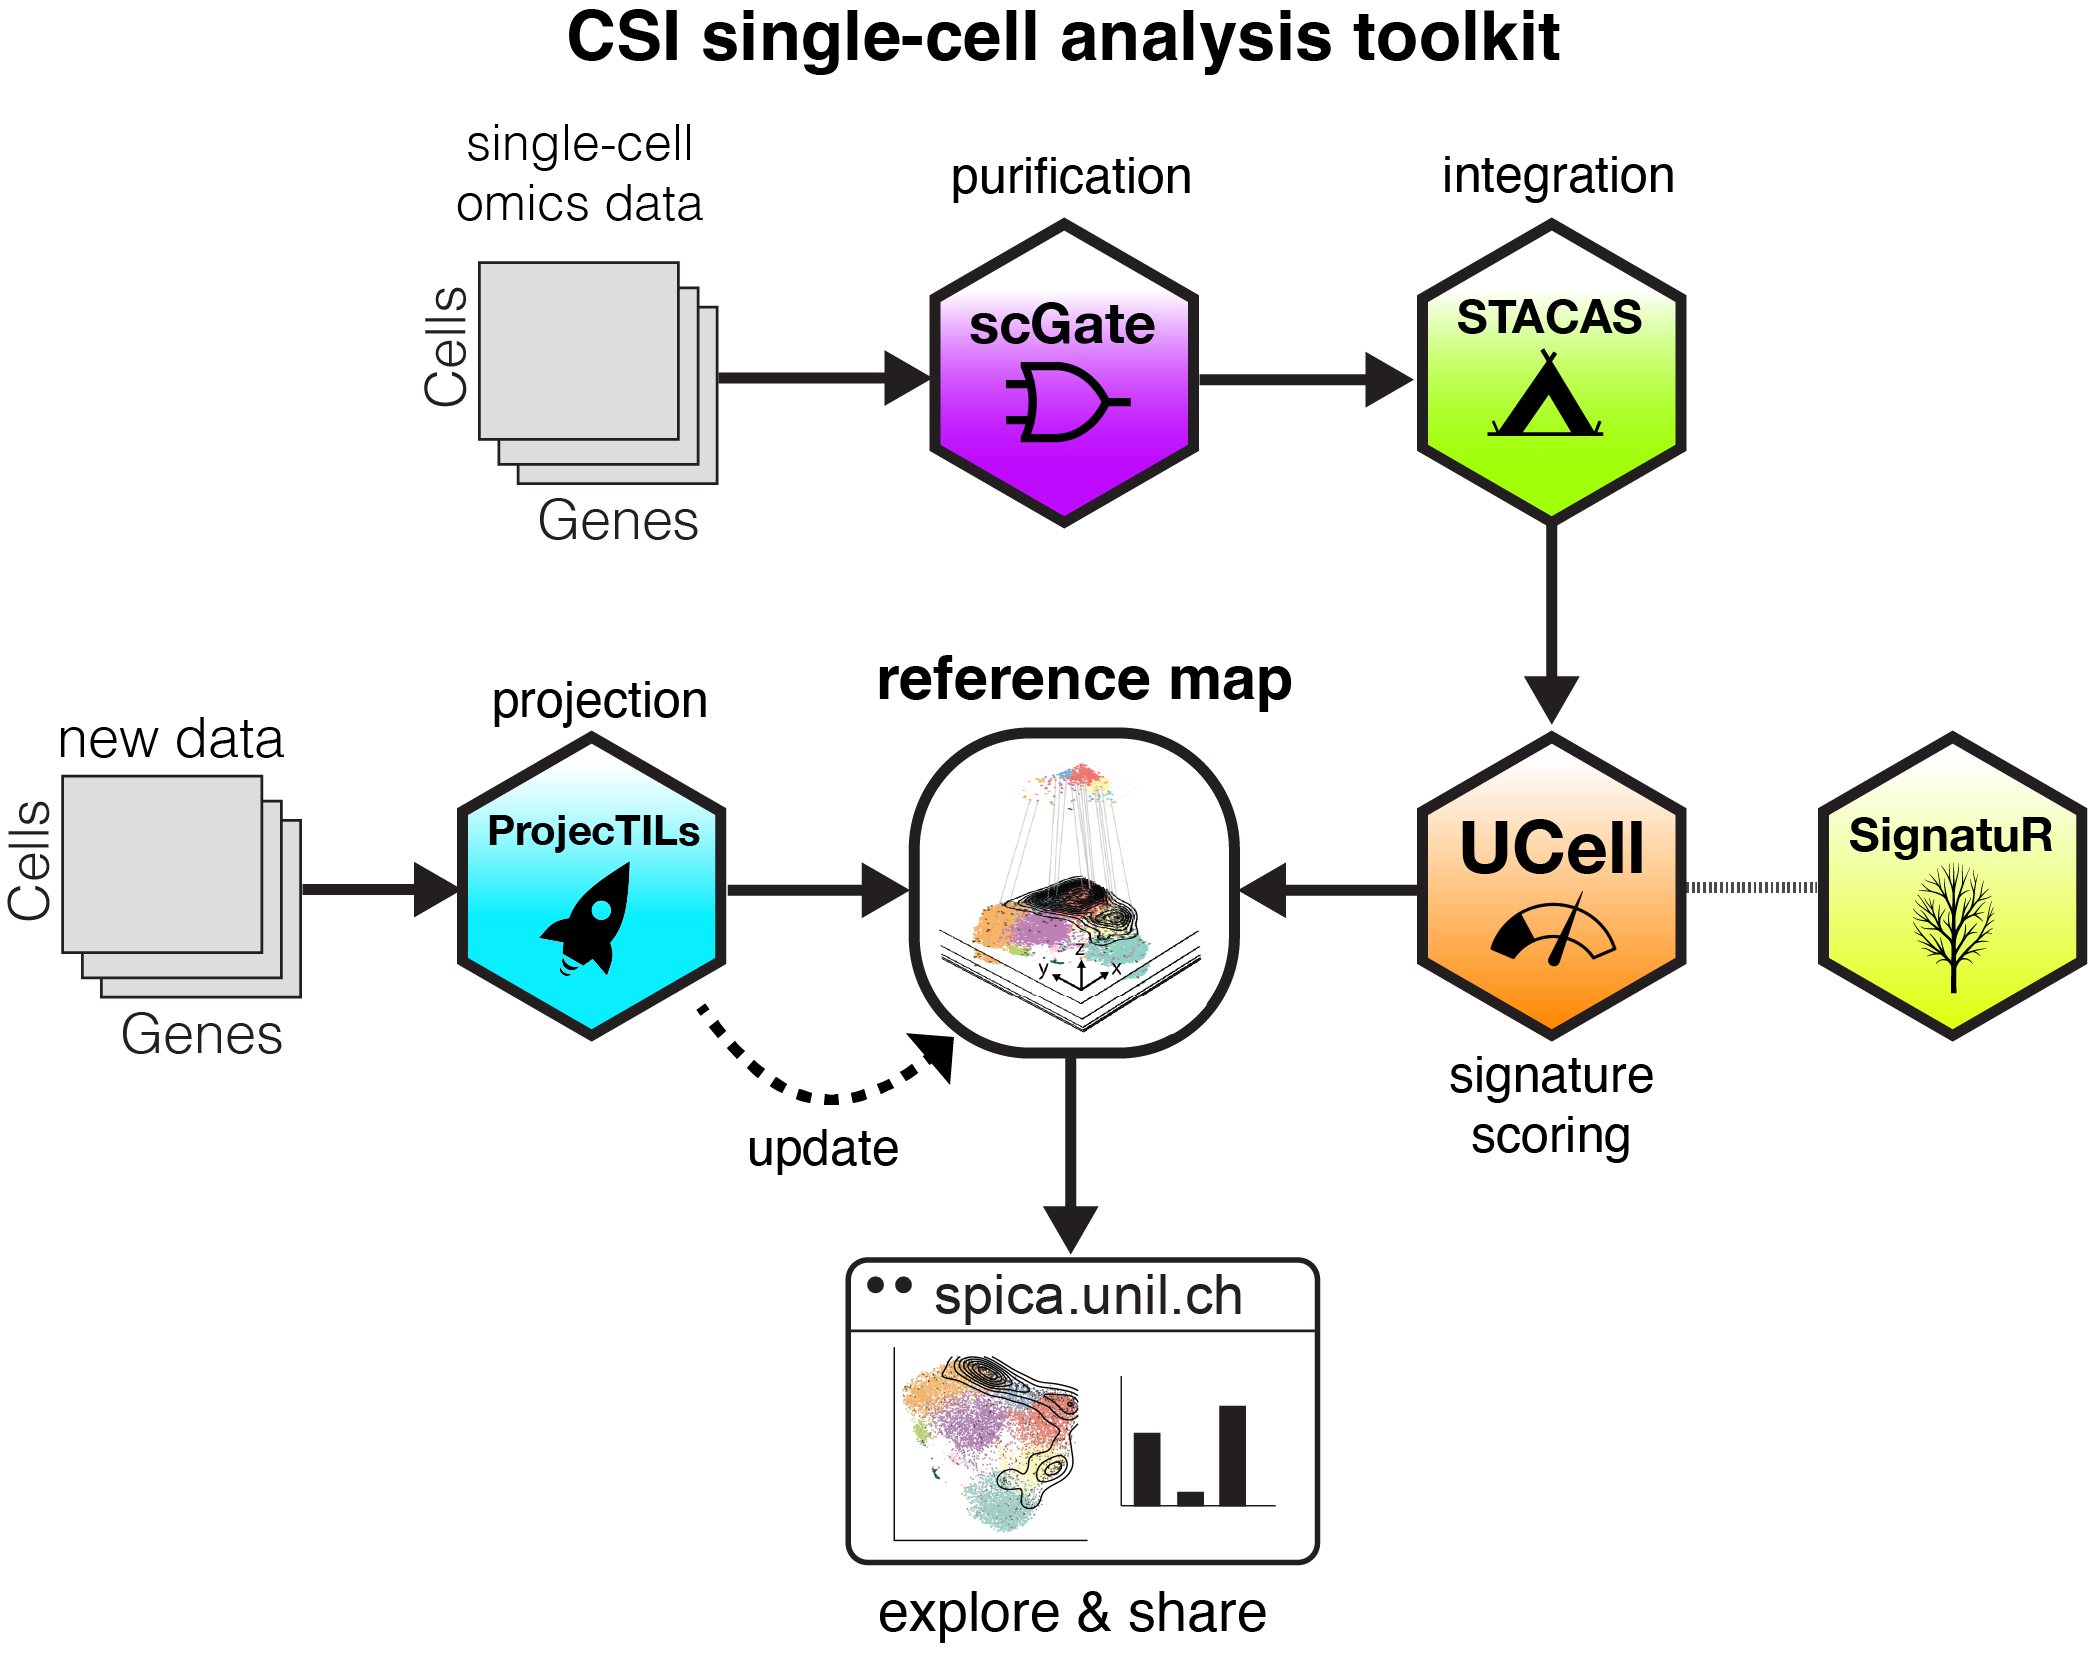 CSI single-cell analysis toolkit
single-cell
omics data
purification
integration
Cells
scGate
STACAS
Genes
reference map
projection
new data
Cells
ProjecTILs
UCell
SignatuR
z
y
x
Genes
signature
scoring
update
spica.unil.ch
explore & share